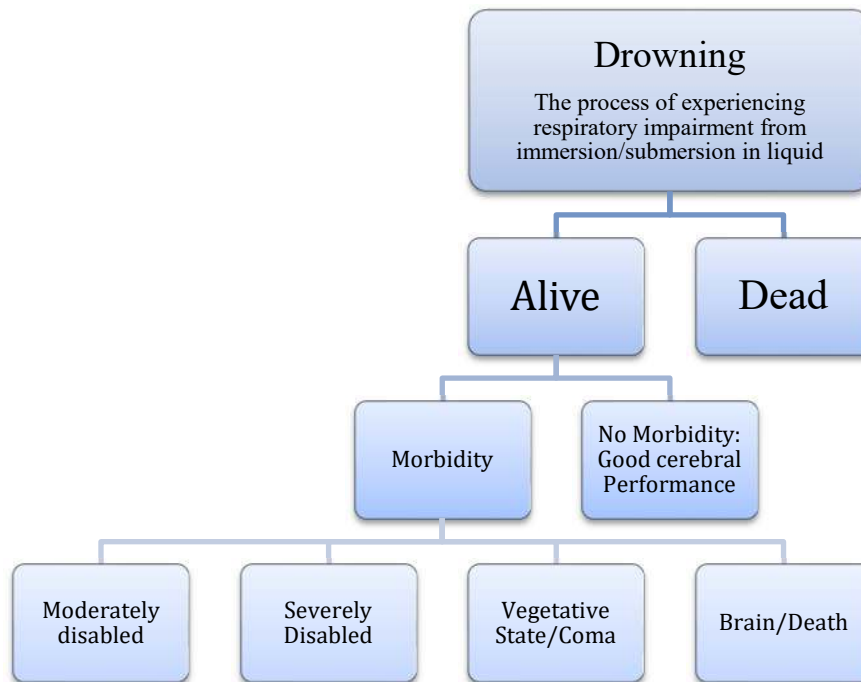 Drowning
The process of experiencing
respiratory impairment from
immersion/submersion in liquid
Alive
Dead
Morbidity
No Morbidity:
Good cerebral
Performance
Moderately
disabled
Severely
Disabled
Vegetative
State/Coma
Brain/Death